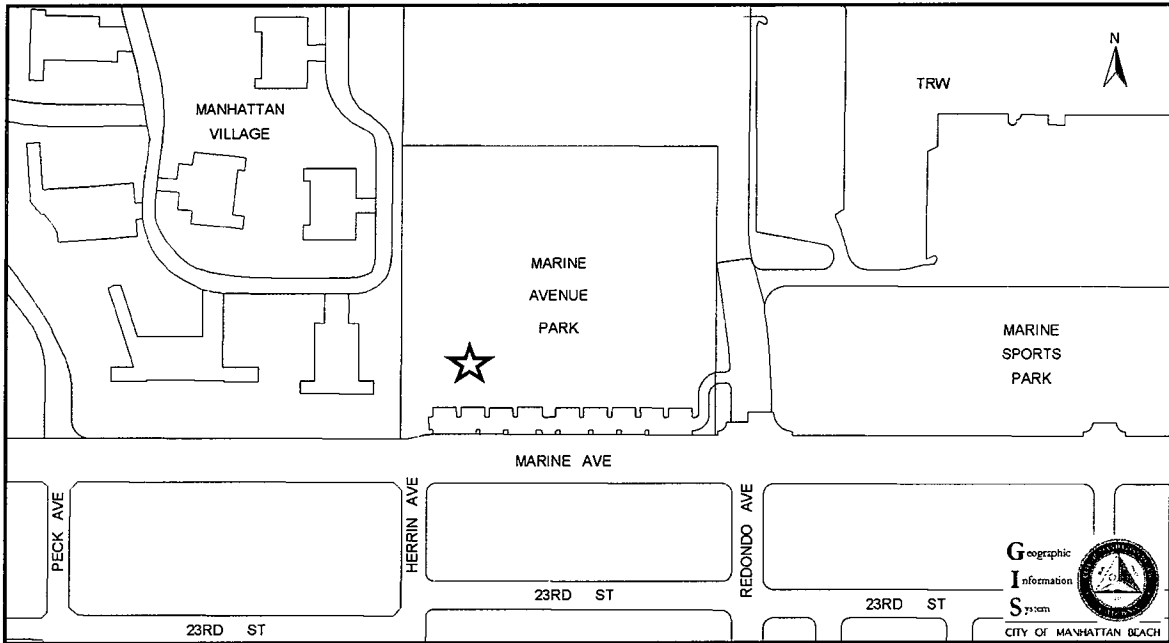 N
TRW
MANHATTAN
VILLAGE
MARINE
AVENUE
PARK
MARINE
SPORTS
PARK
MARINE AVE
PECK AVE
HERRIN AVE
REDONDO AVE
23RD ST
23RD ST
23RD ST
Geographic
Information
System
CITY OF MANHATTAN BEACH